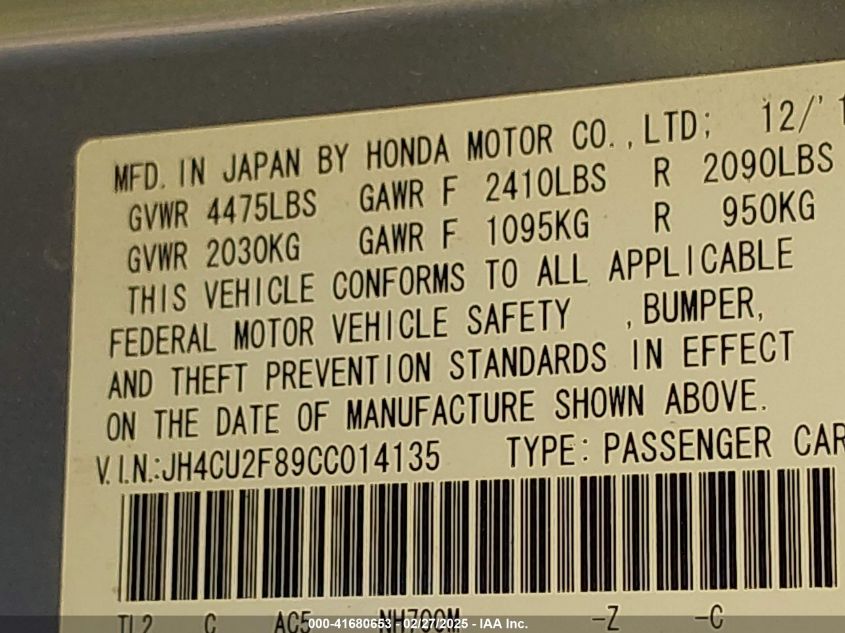 MFD. IN JAPAN BY HONDA MOTOR CO., LTD; 12/'1
GVWR 4475LBS GAWR F 2410LBS R 2090LBS
GVWR 2030KG GAWR F 1095KG R 950KG
THIS VEHICLE CONFORMS TO ALL APPLICABLE
FEDERAL MOTOR VEHICLE SAFETY , BUMPER,
AND THEFT PREVENTION STANDARDS IN EFFECT
ON THE DATE OF MANUFACTURE SHOWN ABOVE.
V.I.N.:JH4CU2F89CC014135 TYPE: PASSENGER CAR
TL2 C AC5 NH700M -Z -C
000-41680653 - 02/27/2025 - IAA Inc.